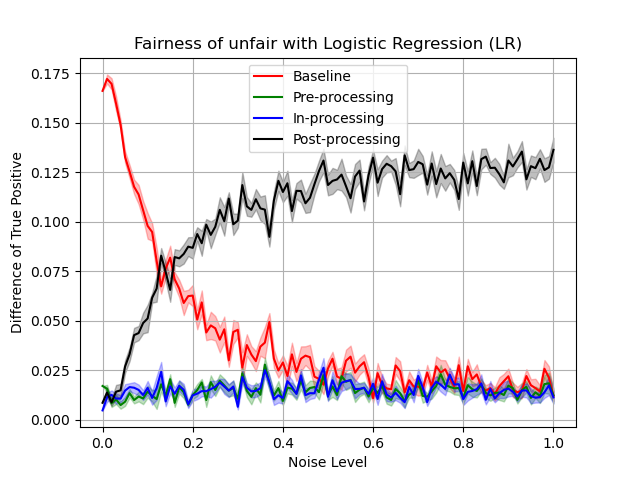 Fairness of unfair with Logistic Regression (LR)
Baseline
Pre-processing
In-processing
Post-processing
Difference of True Positive
0.175
0.150
0.125
0.100
0.075
0.050
0.025
0.000
0.0 0.2 0.4 0.6 0.8 1.0
Noise Level